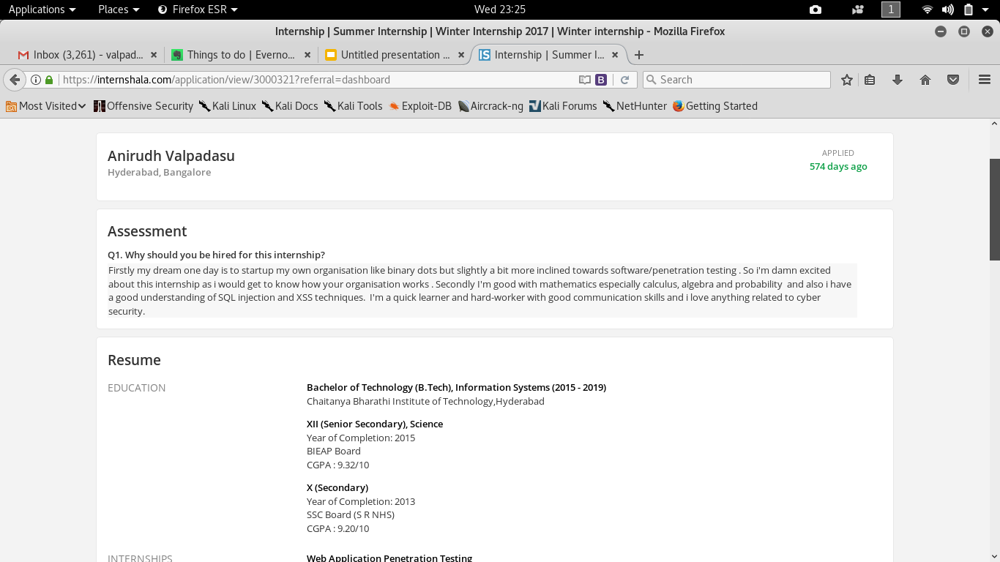 Applications Places Firefox ESR Wed 23:25 1
Internship | Summer Internship | Winter Internship 2017 | Winter internship - Mozilla Firefox
Inbox (3,261) - valpad... Things to do | Everno... Untitled presentation ... Internship | Summer I...
https://internshala.com/application/view/3000321?referral=dashboard B Search
Most Visited Offensive Security Kali Linux Kali Docs Kali Tools Exploit-DB Aircrack-ng Kali Forums NetHunter Getting Started
Anirudh Valpadasu
Hyderabad, Bangalore
APPLIED
574 days ago
Assessment
Q1. Why should you be hired for this internship?
Firstly my dream one day is to startup my own organisation like binary dots but slightly a bit more inclined towards software/penetration testing . So i'm damn excited
about this internship as i would get to know how your organisation works . Secondly I'm good with mathematics especially calculus, algebra and probability  and also i have
a good understanding of SQL injection and XSS techniques.  I'm a quick learner and hard-worker with good communication skills and i love anything related to cyber
security.
Resume
EDUCATION
Bachelor of Technology (B.Tech), Information Systems (2015 - 2019)
Chaitanya Bharathi Institute of Technology,Hyderabad
XII (Senior Secondary), Science
Year of Completion: 2015
BIEAP Board
CGPA : 9.32/10
X (Secondary)
Year of Completion: 2013
SSC Board (S R NHS)
CGPA : 9.20/10
INTERNSHIPS
Web Application Penetration Testing